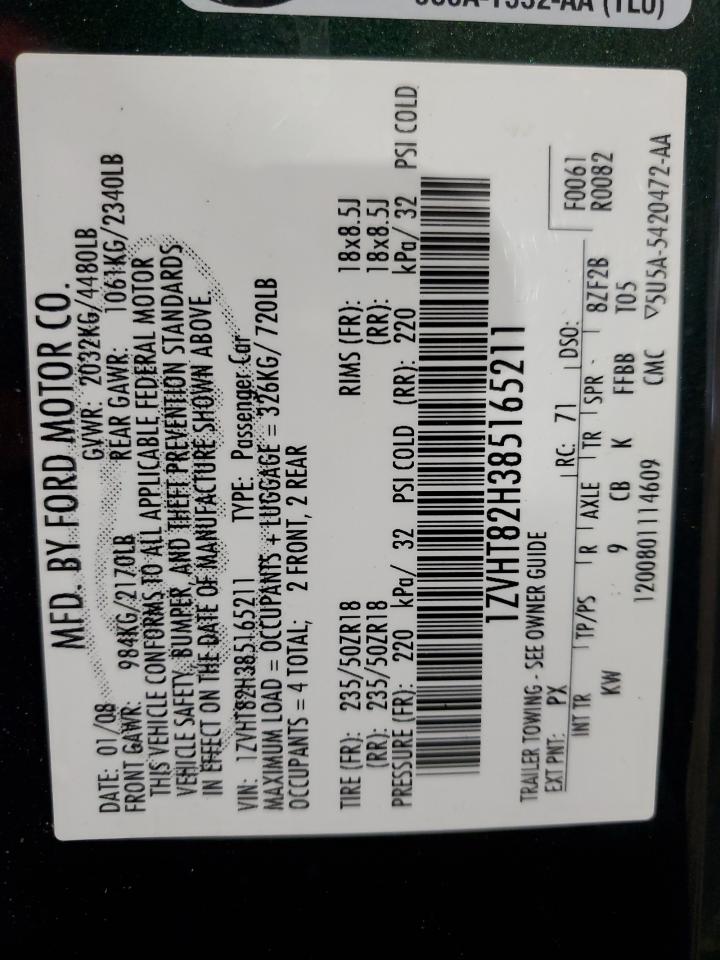 MFD. BY FORD MOTOR CO.
DATE: 01/08 GVWR: 2032KG/4480LB
FRONT GAWR: 984KG/2170LB REAR GAWR: 1061KG/2340LB
THIS VEHICLE CONFORMS TO ALL APPLICABLE FEDERAL MOTOR
VEHICLE SAFETY, BUMPER, AND THEFT PREVENTION STANDARDS
IN EFFECT ON THE DATE OF MANUFACTURE SHOWN ABOVE.
VIN: 1ZVHT82H385165211 TYPE: Passenger Car
MAXIMUM LOAD = OCCUPANTS + LUGGAGE = 326KG/ 720LB
OCCUPANTS = 4 TOTAL; 2 FRONT, 2 REAR
TIRE (FR): 235/50ZR18 RIMS (FR): 18x8.5J
(RR): 235/50ZR18 (RR): 18x8.5J
PRESSURE (FR): 220 kPa/ 32 PSI COLD (RR): 220 kPa/ 32 PSI COLD
1ZVHT82H385165211
TRAILER TOWING - SEE OWNER GUIDE
EXT PNT: PX RC: 71 DSO: F0061
R0082
INT TR TP/PS R AXLE TR SPR 8ZF2B
KW 9 CB K FFBB T05
1200801114609 CMC ▽5U5A-5420472-AA